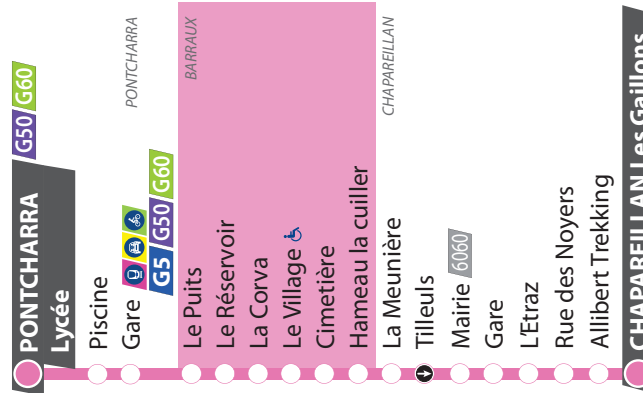 PONTCHARRA G50 G60
Lycée
Piscine
PONTCHARRA
Gare
G5 G50 G60
BARRAUX
Le Puits
Le Réservoir
La Corva
Le Village
Cimetière
Hameau la cuiller
CHAPAREILLAN
La Meunière
Tilleuls
Mairie 6060
Gare
L'Etraz
Rue des Noyers
Allibert Trekking
CHAPAREILLAN Les Gaillons